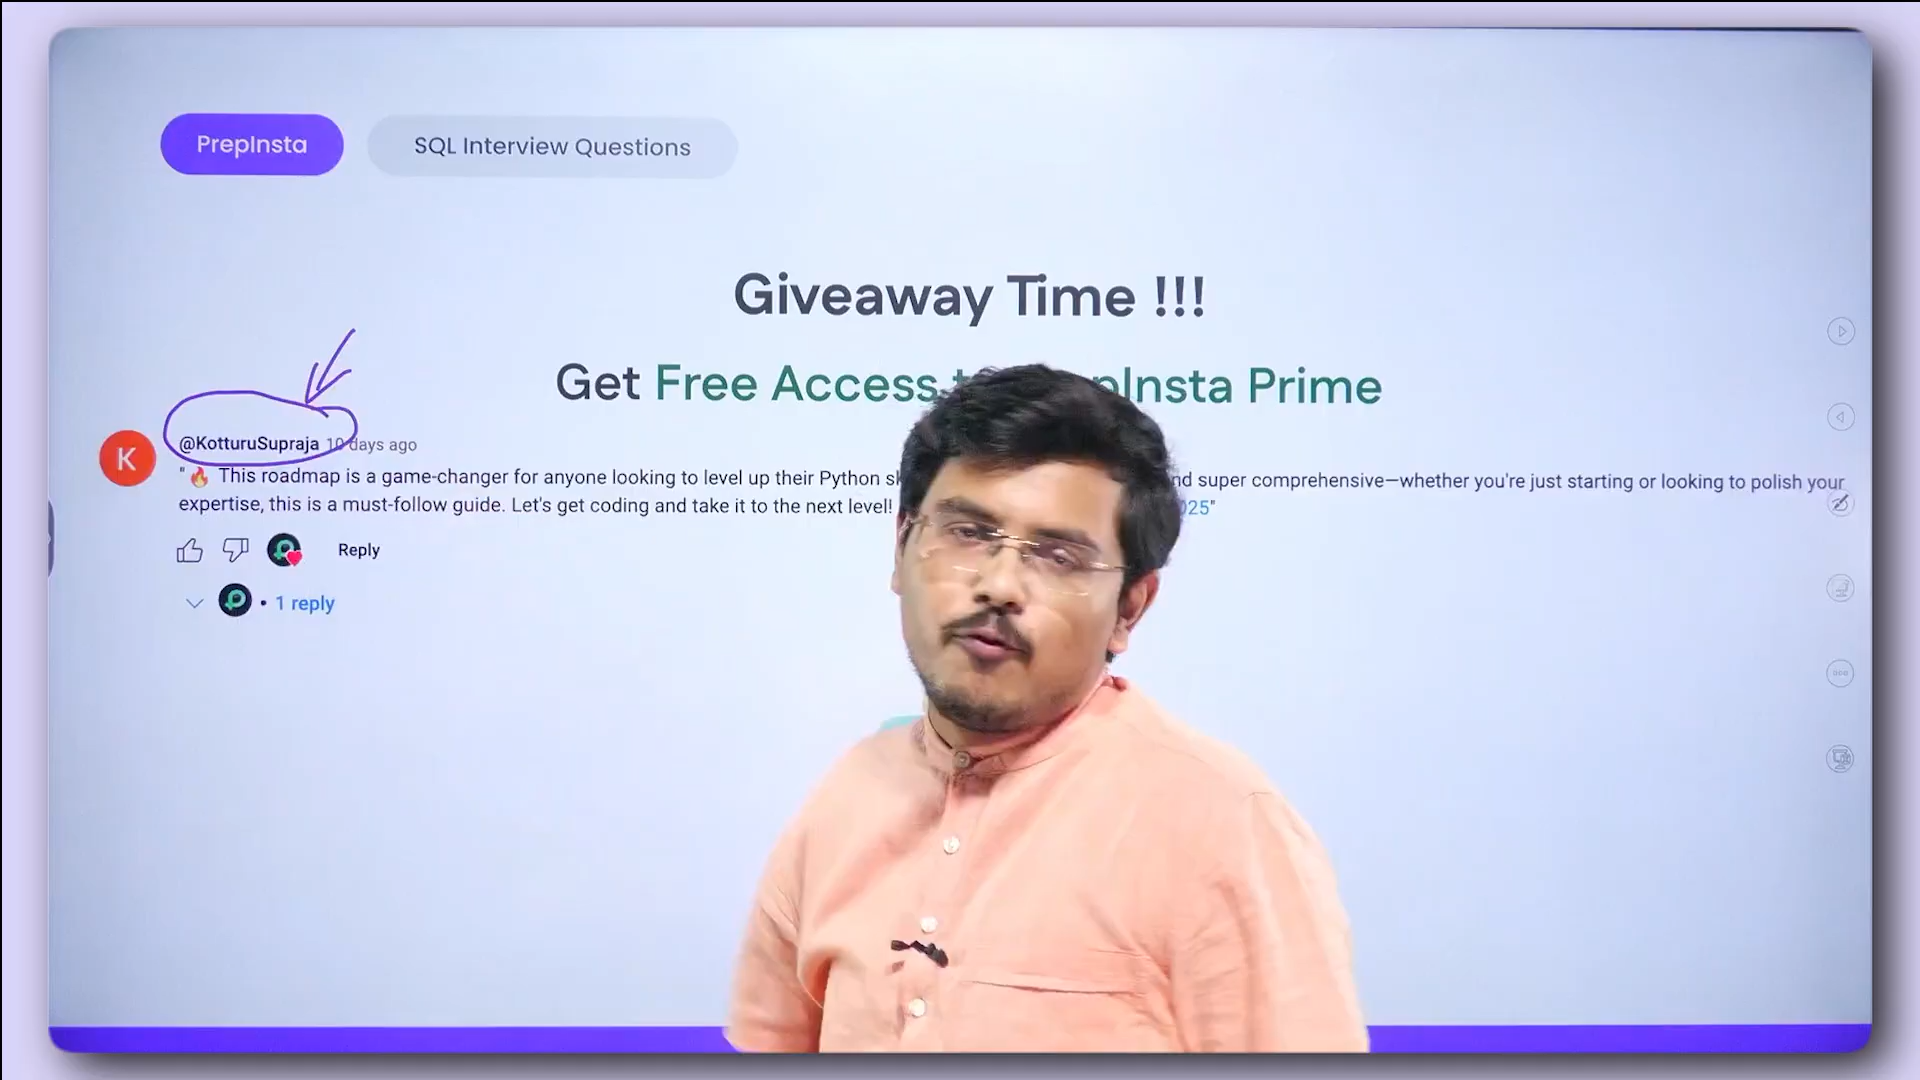 PrepInsta
SQL Interview Questions
Giveaway Time !!!
Get Free Access Insta Prime
K
@KotturuSupraja 10 days ago
"🔥 This roadmap is a game-changer for anyone looking to level up their Python super comprehensive—whether you're just starting or looking to polish your
expertise, this is a must-follow guide. Let's get coding and take it to the next level! 025"
Reply
• 1 reply